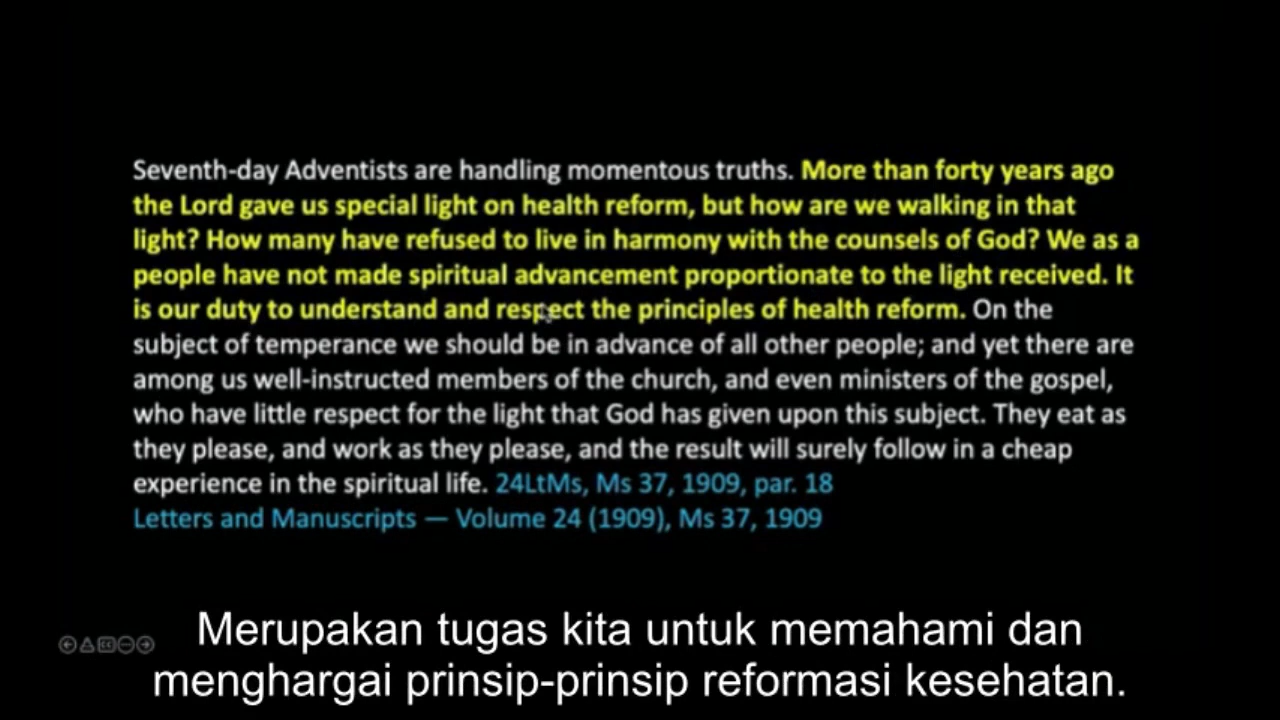 Seventh-day Adventists are handling momentous truths. More than forty years ago
the Lord gave us special light on health reform, but how are we walking in that
light? How many have refused to live in harmony with the counsels of God? We as a
people have not made spiritual advancement proportionate to the light received. It
is our duty to understand and respect the principles of health reform. On the
subject of temperance we should be in advance of all other people; and yet there are
among us well-instructed members of the church, and even ministers of the gospel,
who have little respect for the light that God has given upon this subject. They eat as
they please, and work as they please, and the result will surely follow in a cheap
experience in the spiritual life. 24LtMs, Ms 37, 1909, par. 18
Letters and Manuscripts — Volume 24 (1909), Ms 37, 1909
Merupakan tugas kita untuk memahami dan
menghargai prinsip-prinsip reformasi kesehatan.